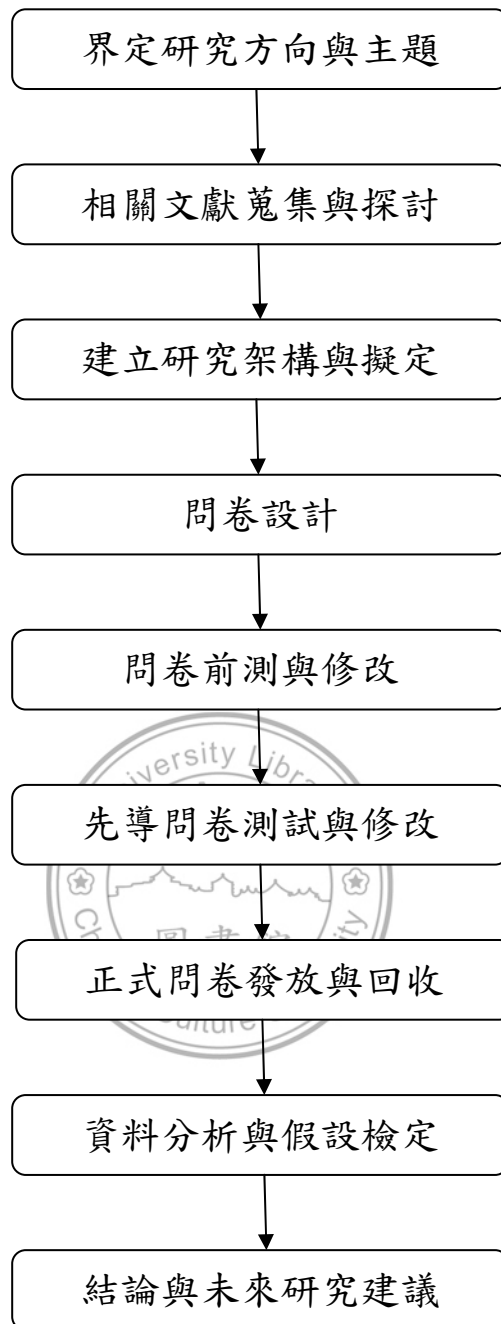 界定研究方向與主題
相關文獻蒐集與探討
建立研究架構與擬定
問卷設計
問卷前測與修改
先導問卷測試與修改
正式問卷發放與回收
資料分析與假設檢定
結論與未來研究建議